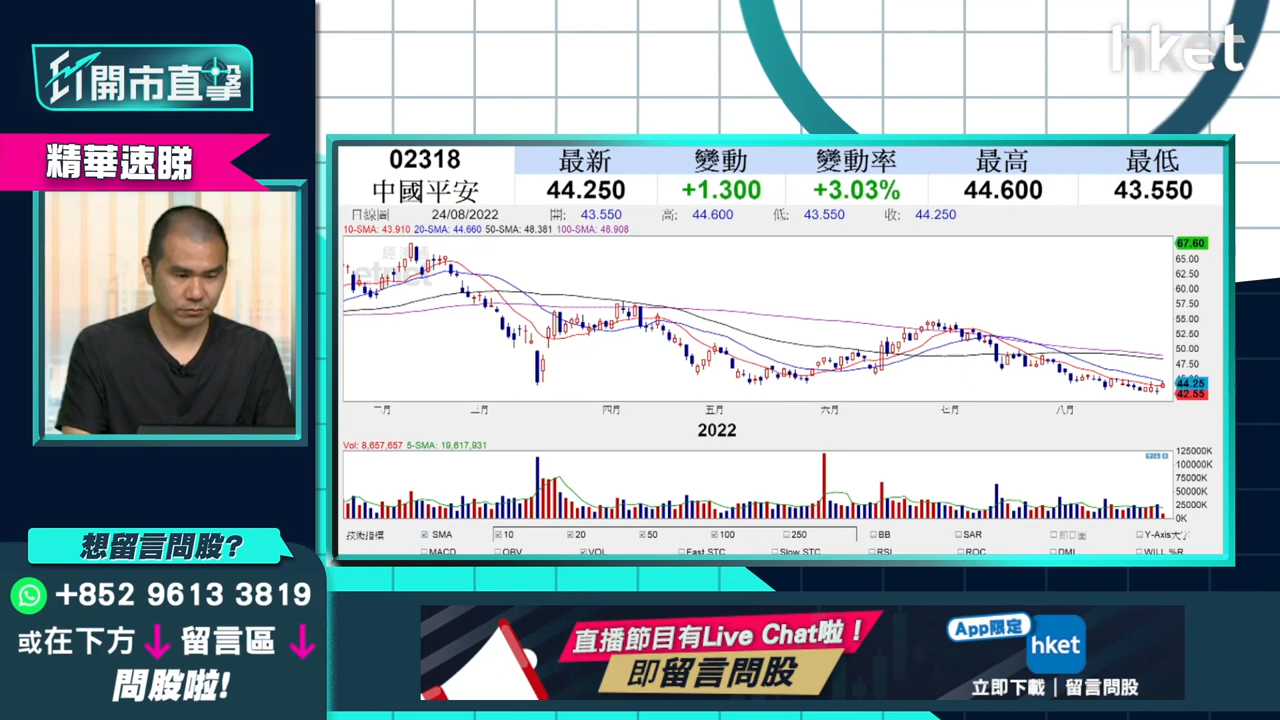 hket
開市直擊
精華速睇
02318
中國平安
最新 變動 變動率 最高 最低
44.250 +1.300 +3.03% 44.600 43.550
日線圖 24/08/2022 開: 43.550 高: 44.600 低: 43.550 收: 44.250
10-SMA: 43.910 20-SMA: 44.660 50-SMA: 48.381 100-SMA: 48.908
67.60
65.00
62.50
60.00
57.50
55.00
52.50
50.00
47.50
44.25
42.55
三月 四月 五月 六月 七月 八月
2022
Vol: 8,657,657 5-SMA: 19,617,931
125000K
100000K
75000K
50000K
25000K
0K
技術指標 SMA 10 20 50 100 250 BB SAR Y-Axis大
MACD OBV VOL Fast STC Slow STC RSI ROC DMI WILL %R
想留言問股?
+852 9613 3819
或在下方 留言區
問股啦!
直播節目有Live Chat啦!
即留言問股
App限定
hket
立即下載 | 留言問股